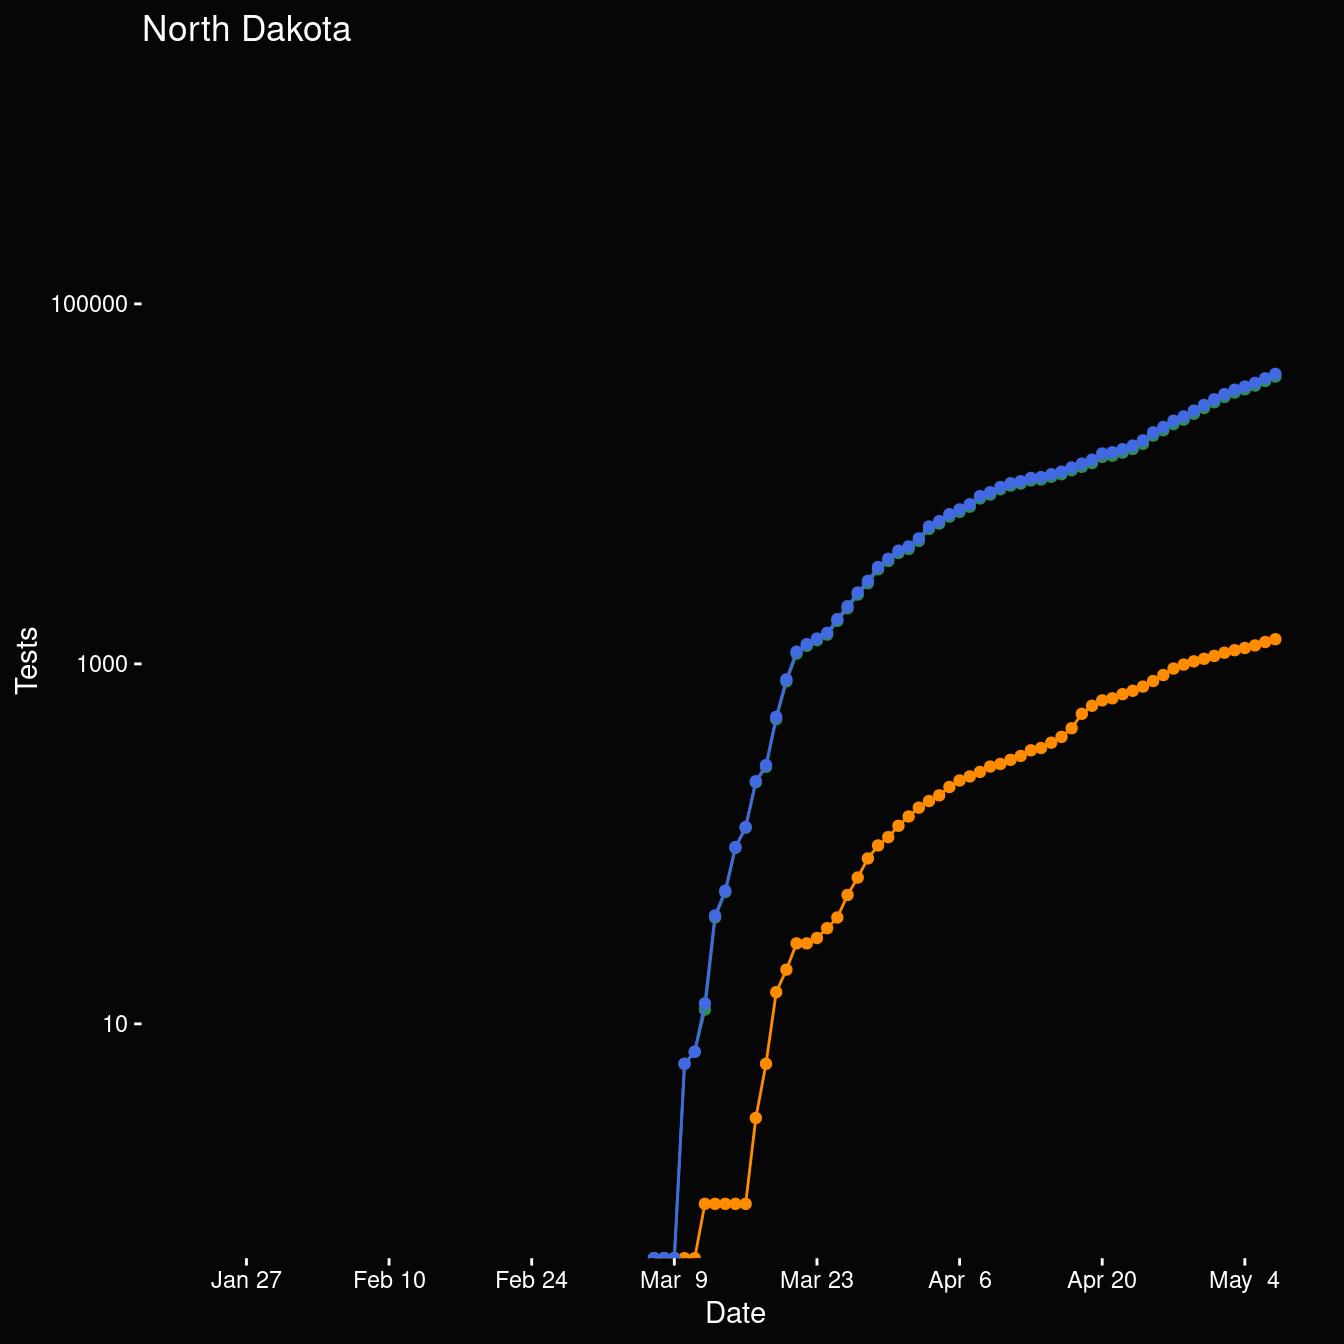 North Dakota
100000
1000
10
Tests
Jan 27
Feb 10
Feb 24
Mar  9
Mar 23
Apr  6
Apr 20
May  4
Date